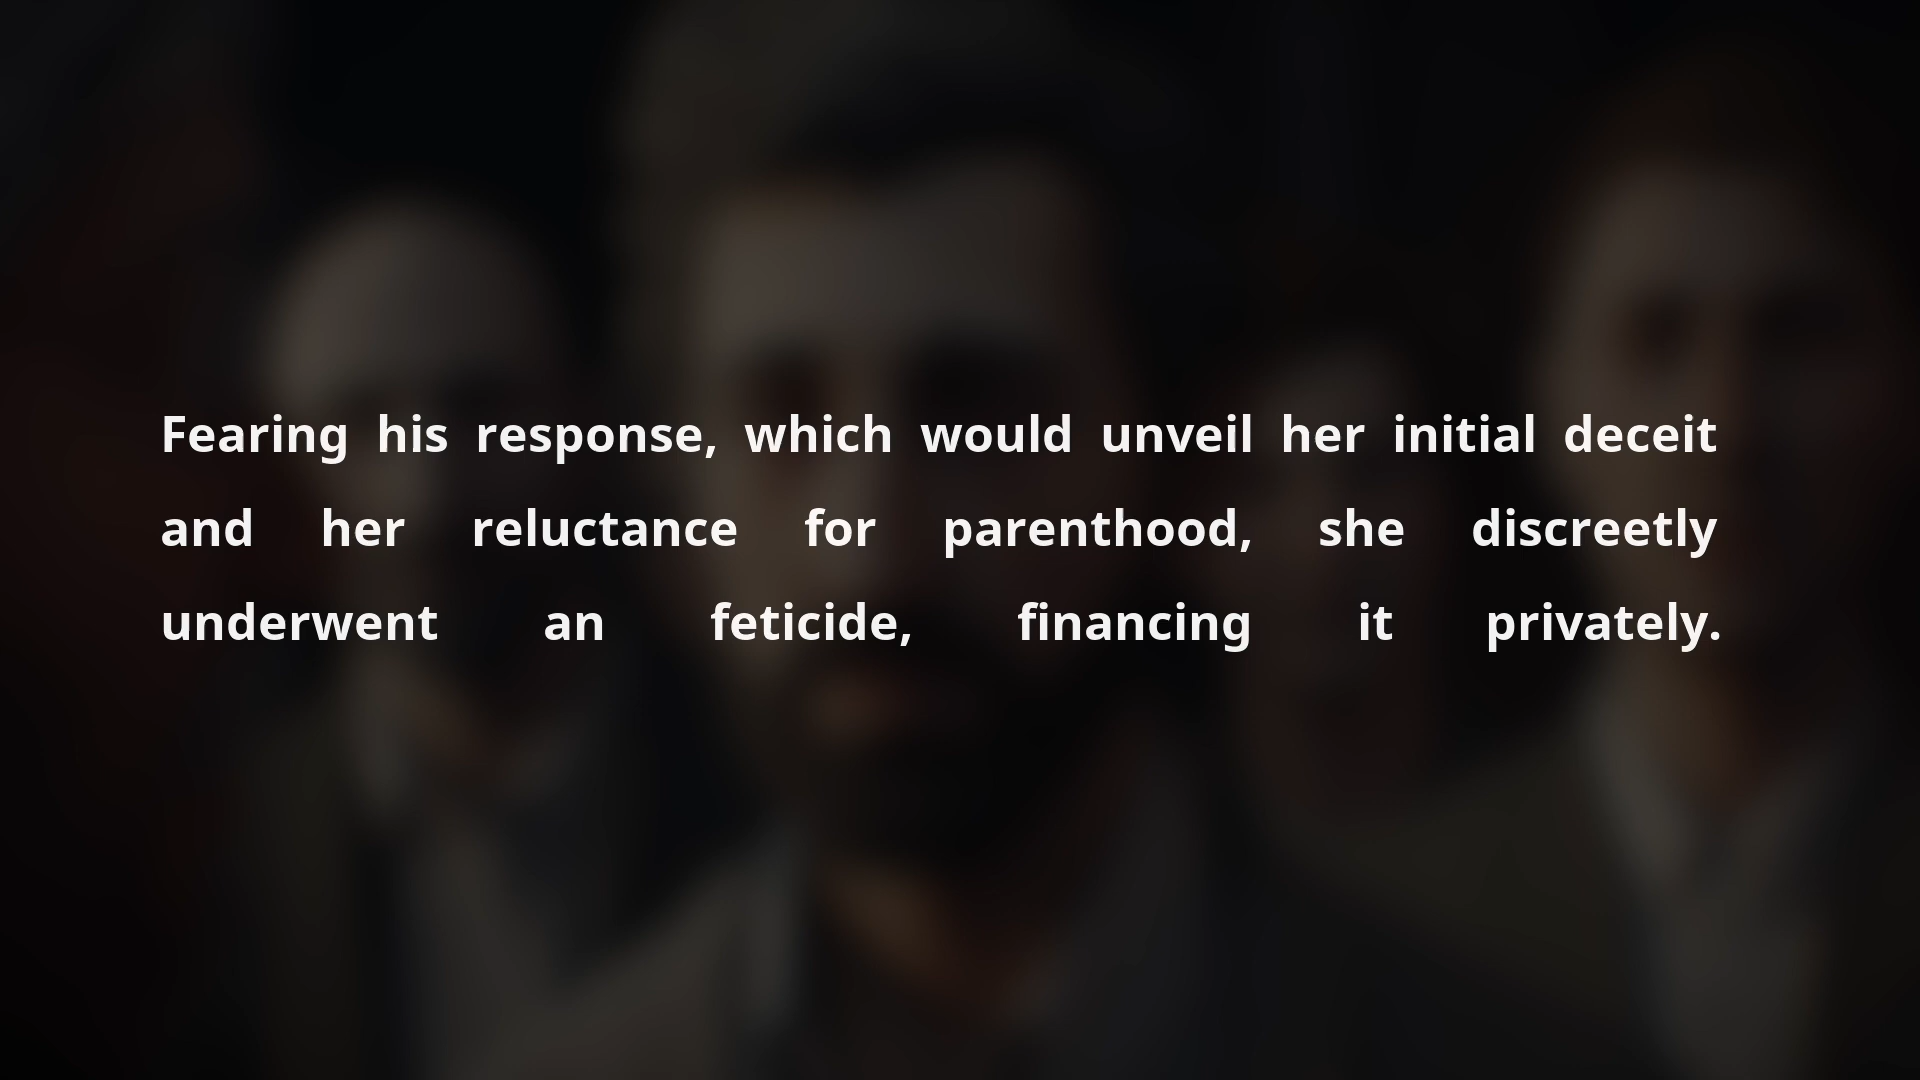 Fearing his response, which would unveil her initial deceit
and her reluctance for parenthood, she discreetly
underwent an feticide, financing it privately.